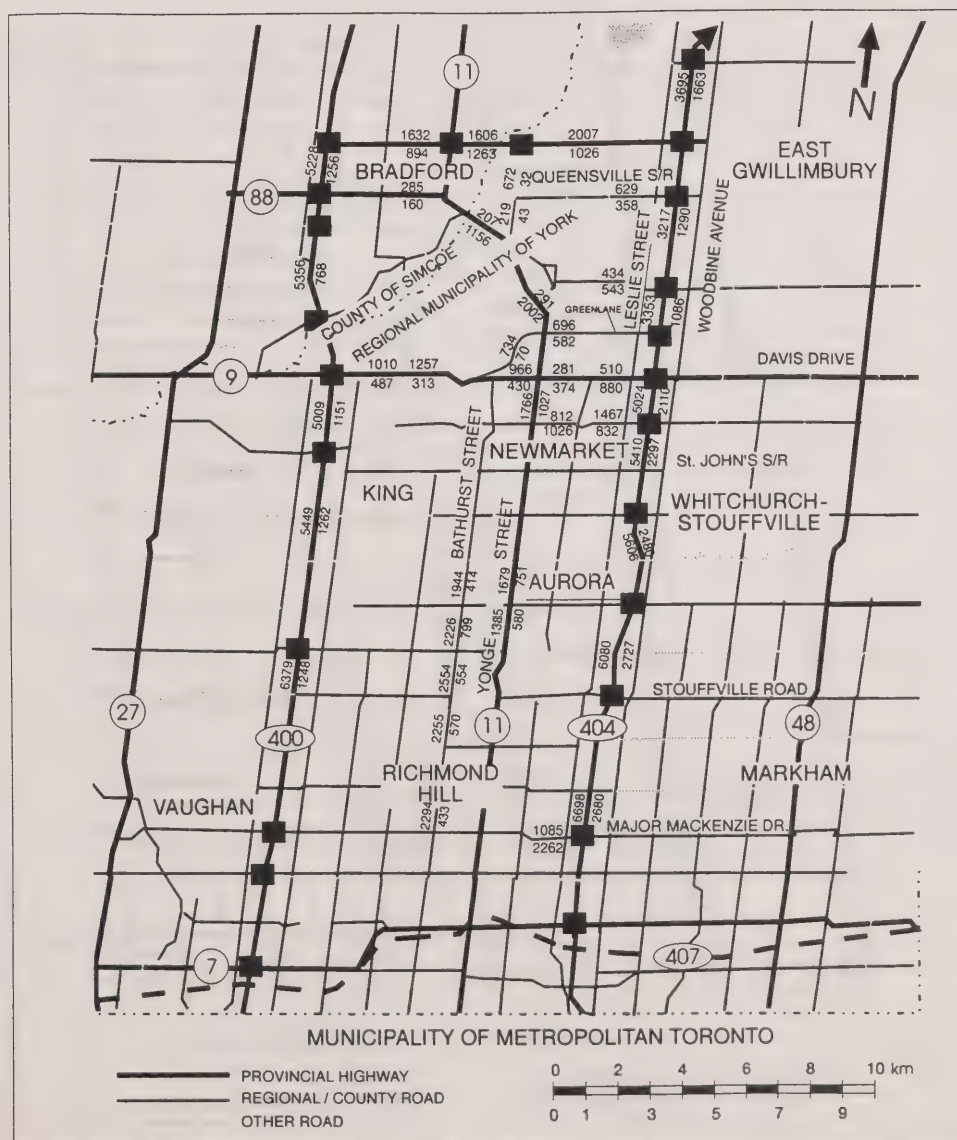 11
3695
1663
N
1632
1606
2007
894
1263
1026
EAST
GWILLIMBURY
5228
1256
BRADFORD
672
32
QUEENSVILLE S/R
88
285
160
629
358
219
43
207
1156
3217
1290
WOODBINE AVENUE
LESLIE STREET
5356
768
COUNTY OF SIMCOE
REGIONAL MUNICIPALITY OF YORK
434
543
291
2002
3353
1086
GREENLANE
696
582
734
70
DAVIS DRIVE
9
1010
1257
966
281
510
487
313
430
374
880
5009
1151
1766
1027
5024
2110
812
1467
1026
832
NEWMARKET
5410
2297
St. JOHN'S S/R
KING
BATHURST STREET
YONGE STREET
WHITCHURCH-
STOUFFVILLE
5449
1262
5606
1944
414
1679
751
AURORA
2226
799
1385
580
6379
1248
2554
554
6080
2727
STOUFFVILLE ROAD
27
400
2255
570
11
404
48
RICHMOND
HILL
MARKHAM
VAUGHAN
2294
433
6698
2680
1085
2262
MAJOR MACKENZIE DR.
7
407
MUNICIPALITY OF METROPOLITAN TORONTO
PROVINCIAL HIGHWAY
REGIONAL / COUNTY ROAD
OTHER ROAD
0 2 4 6 8 10 km
0 1 3 5 7 9